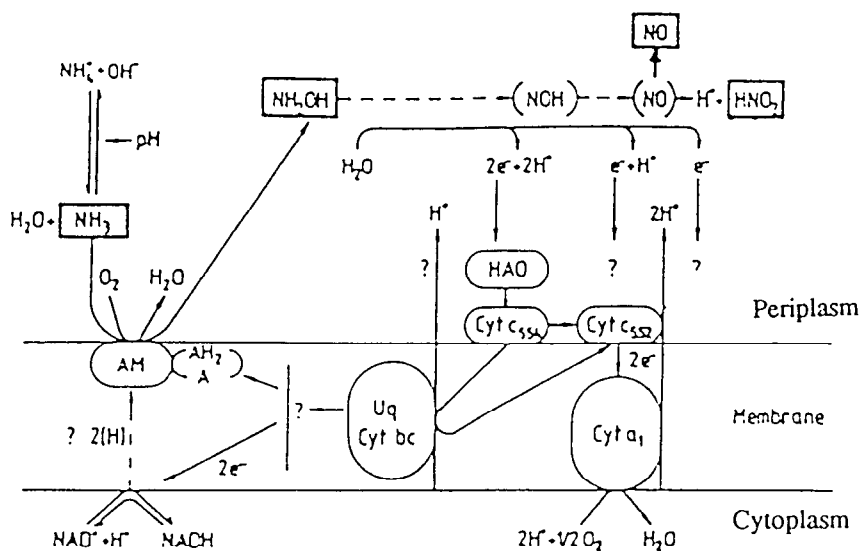 NO
NH₄⁺ + OH⁻
NH₂OH
(NOH)
(NO)
H⁺ + HNO₂
pH
H₂O
2e⁻+2H⁺
e⁻+H⁺
e⁻
H₂O+ NH₃
H⁺
2H⁺
O₂
H₂O
?
HAO
?
?
Cyt c₅₅₄
Cyt c₅₅₂
Periplasm
AM
AH₂
A
2e⁻
?
Uq
Cyt bc
Cyt a₁
Membrane
? 2(H)
2e⁻
NAD⁺+ H⁺
NADH
2H⁺+1/2O₂
H₂O
Cytoplasm